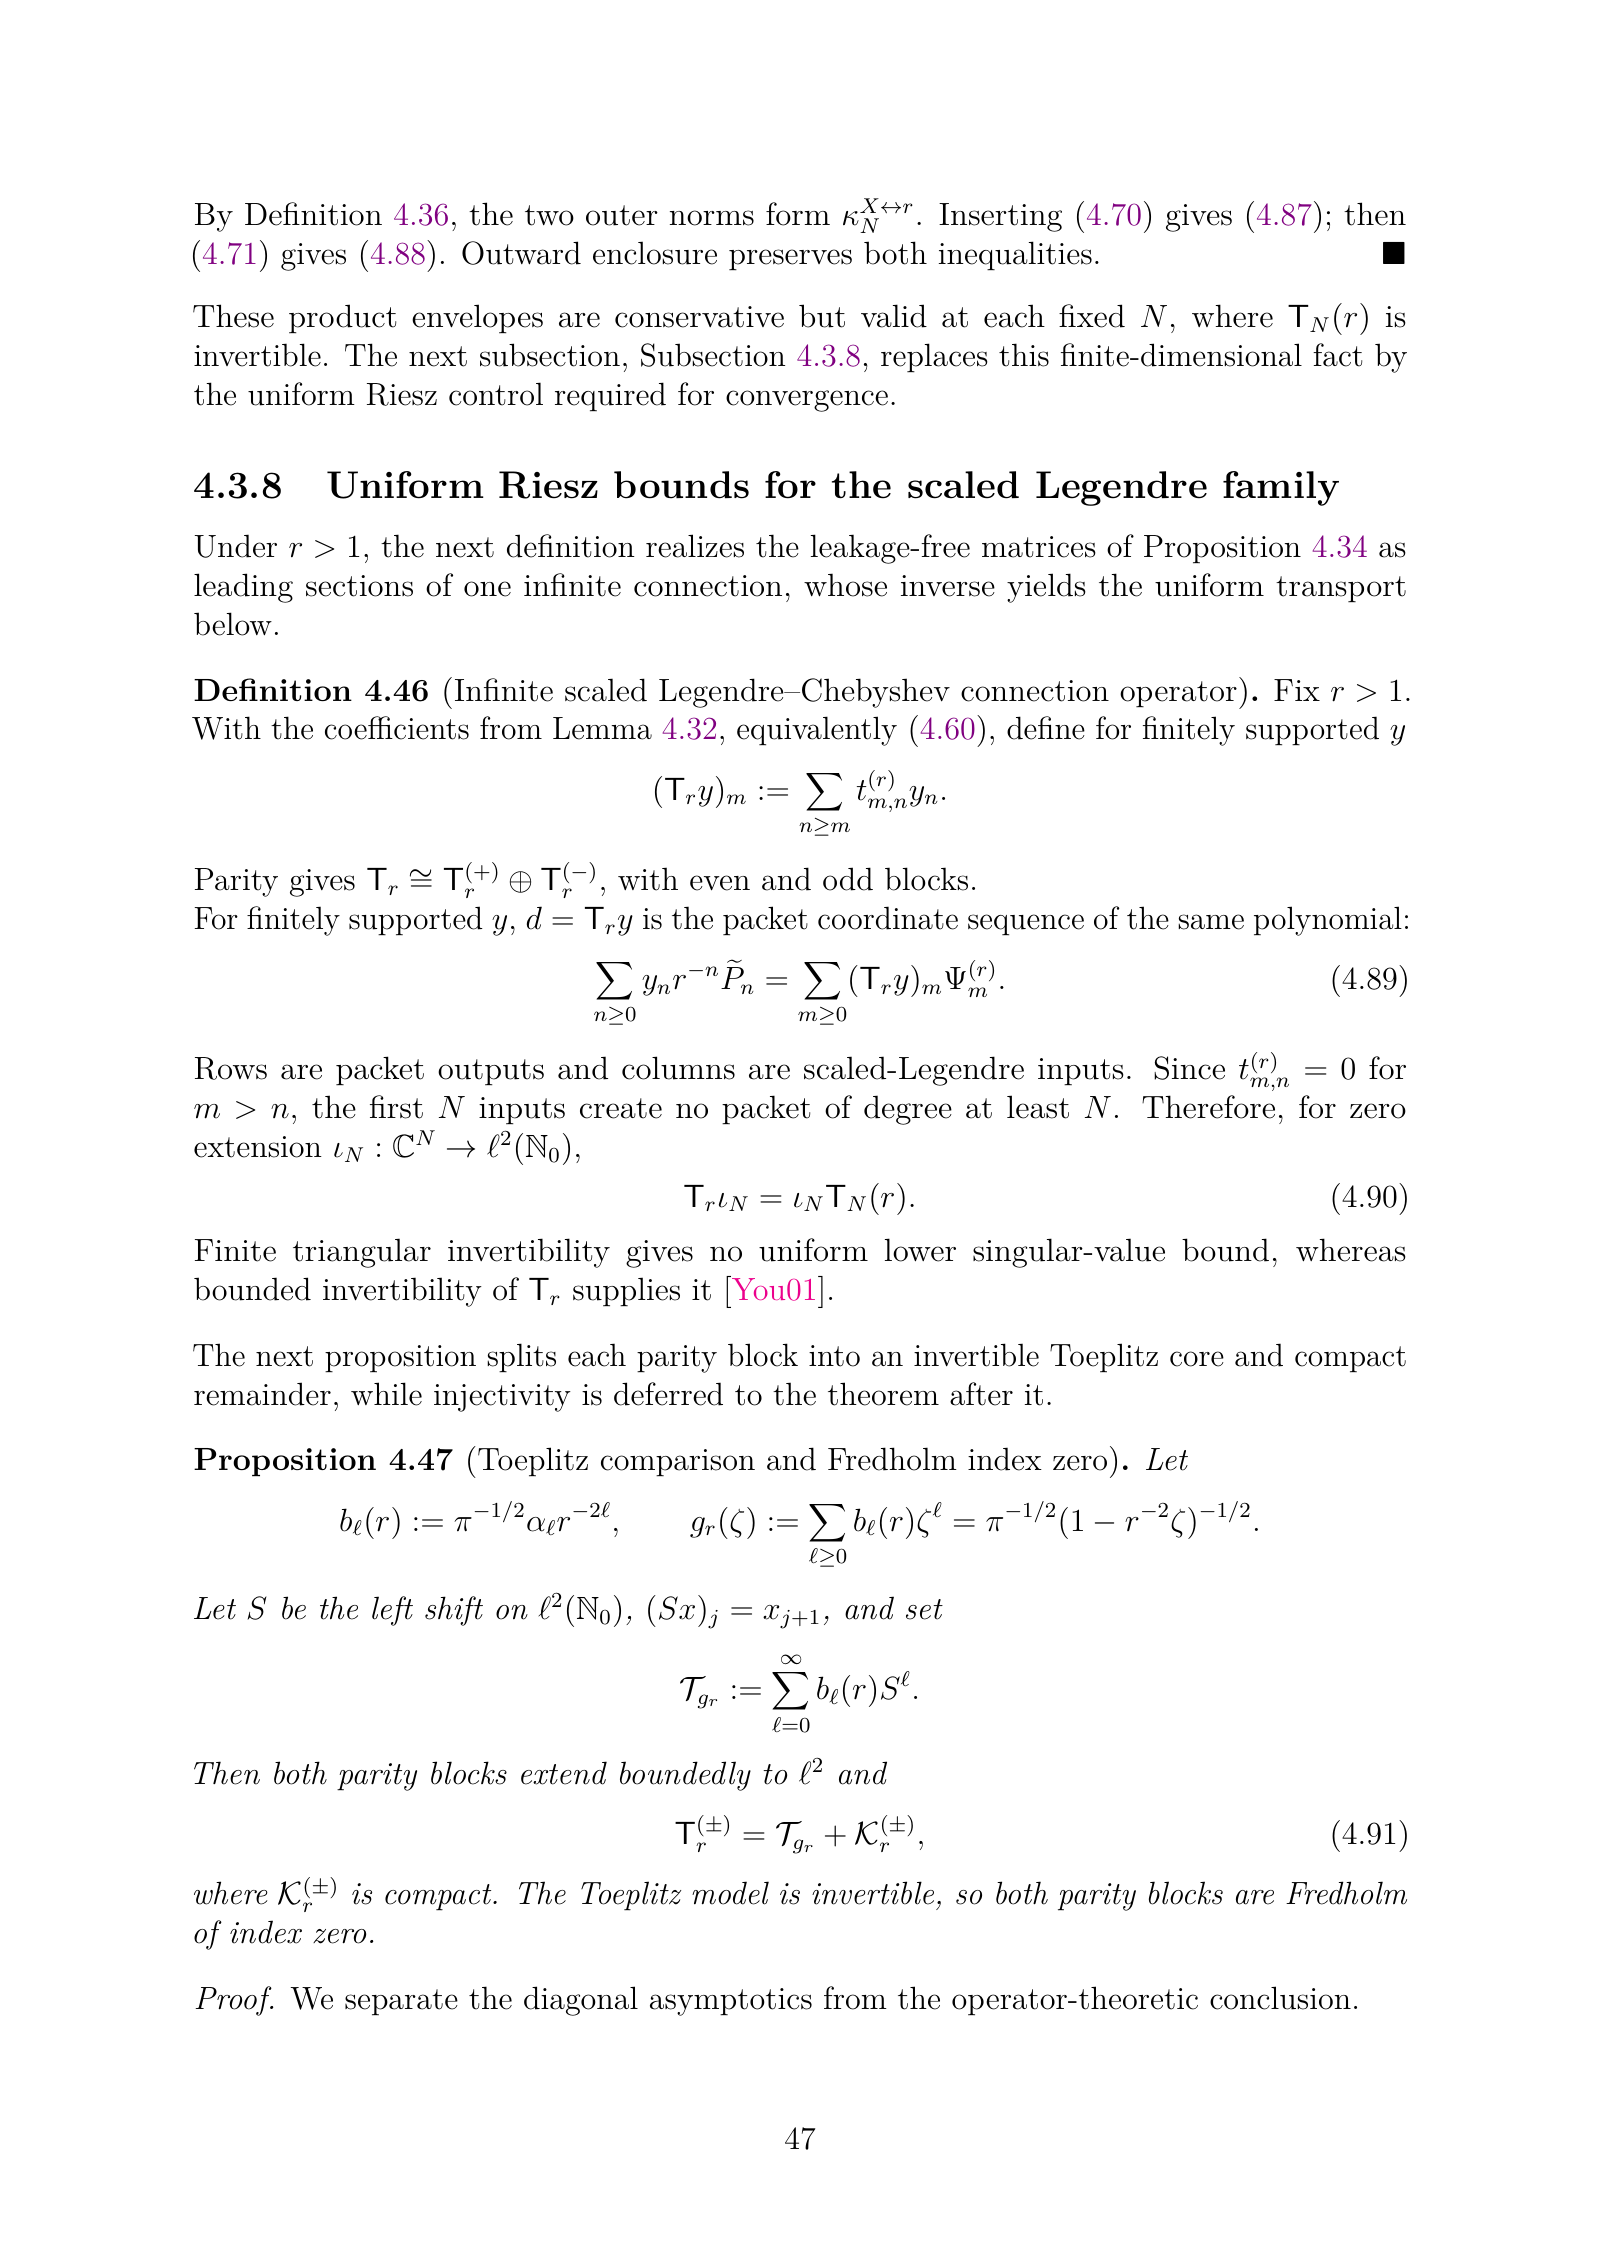 By Definition 4.36, the two outer norms form κ_N^{X↔r}. Inserting (4.70) gives (4.87); then
(4.71) gives (4.88). Outward enclosure preserves both inequalities. ■
These product envelopes are conservative but valid at each fixed N, where T_N(r) is
invertible. The next subsection, Subsection 4.3.8, replaces this finite-dimensional fact by
the uniform Riesz control required for convergence.
4.3.8 Uniform Riesz bounds for the scaled Legendre family
Under r > 1, the next definition realizes the leakage-free matrices of Proposition 4.34 as
leading sections of one infinite connection, whose inverse yields the uniform transport
below.
Definition 4.46 (Infinite scaled Legendre–Chebyshev connection operator). Fix r > 1.
With the coefficients from Lemma 4.32, equivalently (4.60), define for finitely supported y
(T_r y)_m := ∑_{n≥m} t_{m,n}^{(r)} y_n.
Parity gives T_r ≅ T_r^{(+)} ⊕ T_r^{(−)}, with even and odd blocks.
For finitely supported y, d = T_r y is the packet coordinate sequence of the same polynomial:
∑_{n≥0} y_n r^{−n} P̃_n = ∑_{m≥0} (T_r y)_m Ψ_m^{(r)}. (4.89)
Rows are packet outputs and columns are scaled-Legendre inputs. Since t_{m,n}^{(r)} = 0 for
m > n, the first N inputs create no packet of degree at least N. Therefore, for zero
extension ι_N : ℂ^N → ℓ²(ℕ₀),
T_r ι_N = ι_N T_N(r). (4.90)
Finite triangular invertibility gives no uniform lower singular-value bound, whereas
bounded invertibility of T_r supplies it [You01].
The next proposition splits each parity block into an invertible Toeplitz core and compact
remainder, while injectivity is deferred to the theorem after it.
Proposition 4.47 (Toeplitz comparison and Fredholm index zero). Let
b_ℓ(r) := π^{−1/2} α_ℓ r^{−2ℓ}, g_r(ζ) := ∑_{ℓ≥0} b_ℓ(r) ζ^ℓ = π^{−1/2}(1 − r^{−2}ζ)^{−1/2}.
Let S be the left shift on ℓ²(ℕ₀), (Sx)_j = x_{j+1}, and set
𝒯_{g_r} := ∑_{ℓ=0}^{∞} b_ℓ(r) S^ℓ.
Then both parity blocks extend boundedly to ℓ² and
T_r^{(±)} = 𝒯_{g_r} + 𝒦_r^{(±)}, (4.91)
where 𝒦_r^{(±)} is compact. The Toeplitz model is invertible, so both parity blocks are Fredholm
of index zero.
Proof. We separate the diagonal asymptotics from the operator-theoretic conclusion.
47